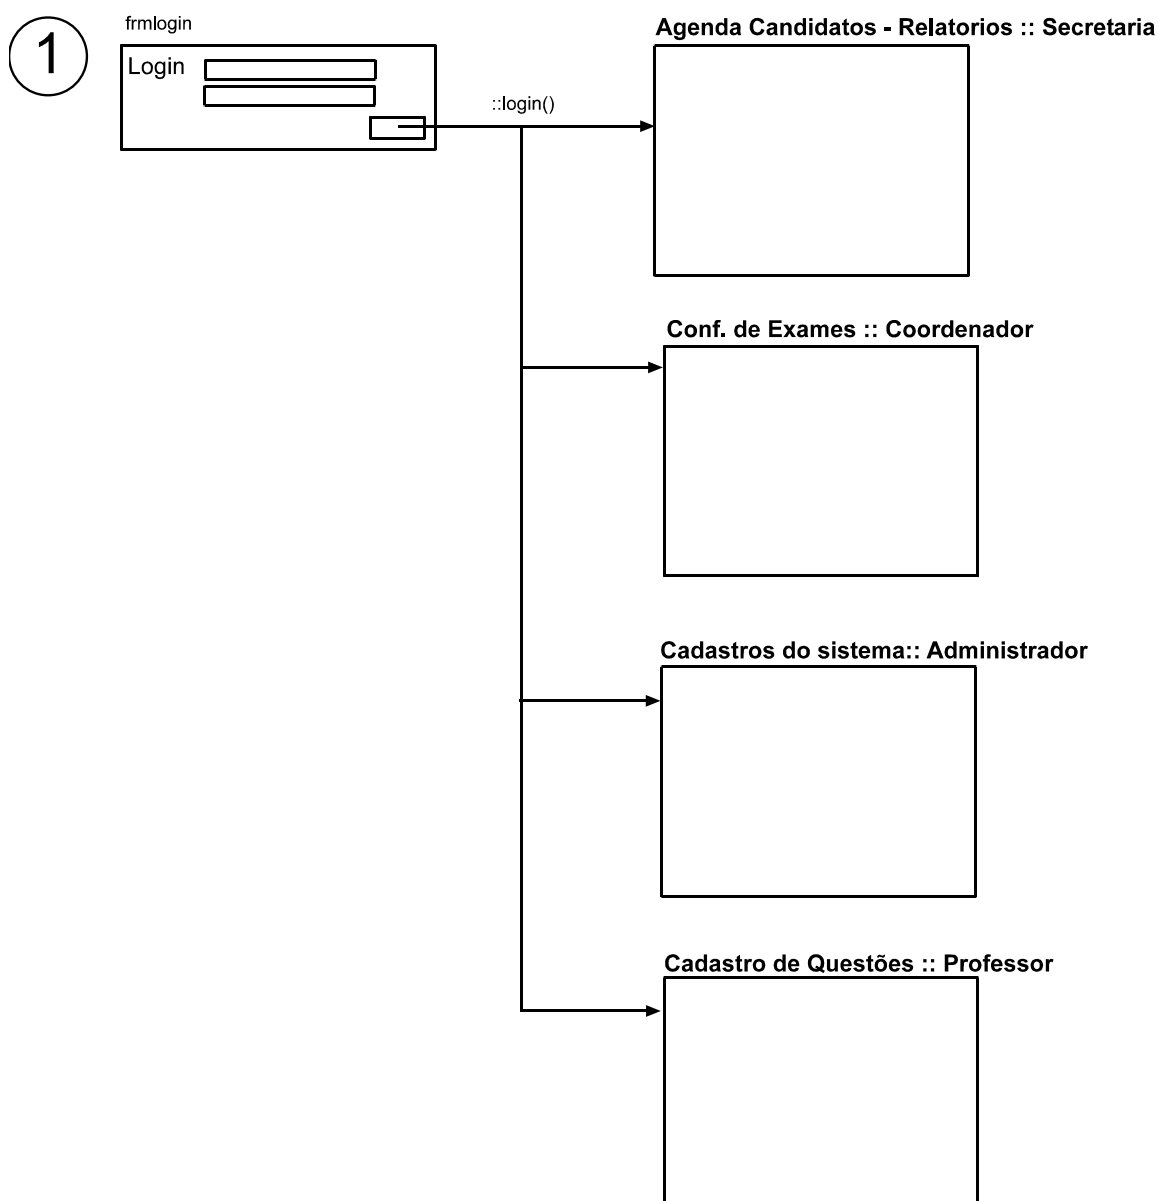 1
frmlogin
Login
::login()
Agenda Candidatos - Relatorios :: Secretaria
Conf. de Exames :: Coordenador
Cadastros do sistema:: Administrador
Cadastro de Questões :: Professor